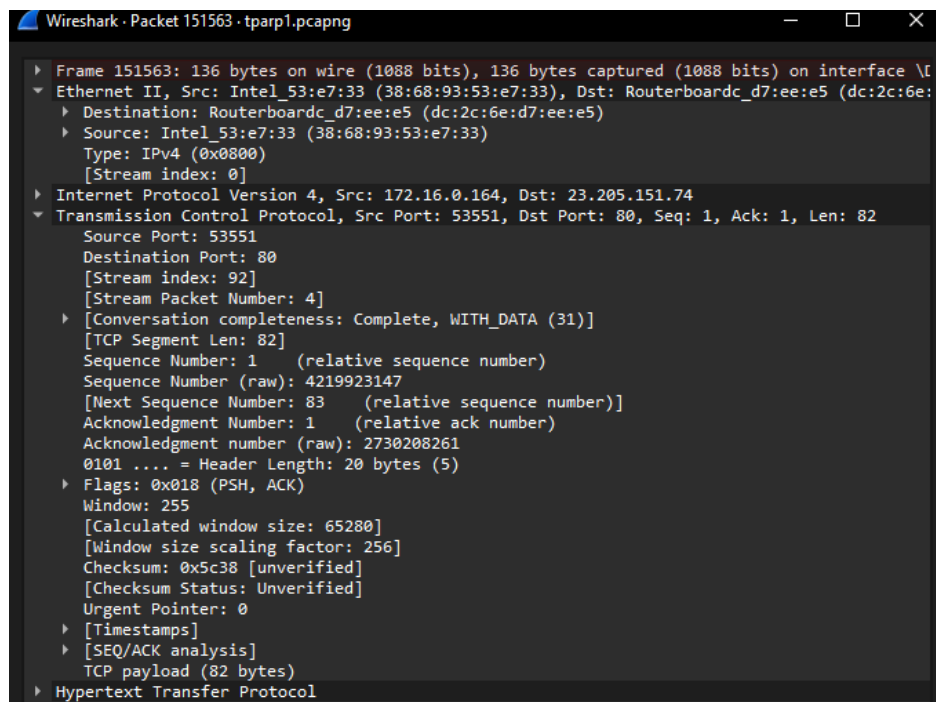 Wireshark · Packet 151563 · tparp1.pcapng
Frame 151563: 136 bytes on wire (1088 bits), 136 bytes captured (1088 bits) on interface \D
Ethernet II, Src: Intel_53:e7:33 (38:68:93:53:e7:33), Dst: Routerboardc_d7:ee:e5 (dc:2c:6e:
Destination: Routerboardc_d7:ee:e5 (dc:2c:6e:d7:ee:e5)
Source: Intel_53:e7:33 (38:68:93:53:e7:33)
Type: IPv4 (0x0800)
[Stream index: 0]
Internet Protocol Version 4, Src: 172.16.0.164, Dst: 23.205.151.74
Transmission Control Protocol, Src Port: 53551, Dst Port: 80, Seq: 1, Ack: 1, Len: 82
Source Port: 53551
Destination Port: 80
[Stream index: 92]
[Stream Packet Number: 4]
[Conversation completeness: Complete, WITH_DATA (31)]
[TCP Segment Len: 82]
Sequence Number: 1    (relative sequence number)
Sequence Number (raw): 4219923147
[Next Sequence Number: 83    (relative sequence number)]
Acknowledgment Number: 1    (relative ack number)
Acknowledgment number (raw): 2730208261
0101 .... = Header Length: 20 bytes (5)
Flags: 0x018 (PSH, ACK)
Window: 255
[Calculated window size: 65280]
[Window size scaling factor: 256]
Checksum: 0x5c38 [unverified]
[Checksum Status: Unverified]
Urgent Pointer: 0
[Timestamps]
[SEQ/ACK analysis]
TCP payload (82 bytes)
Hypertext Transfer Protocol